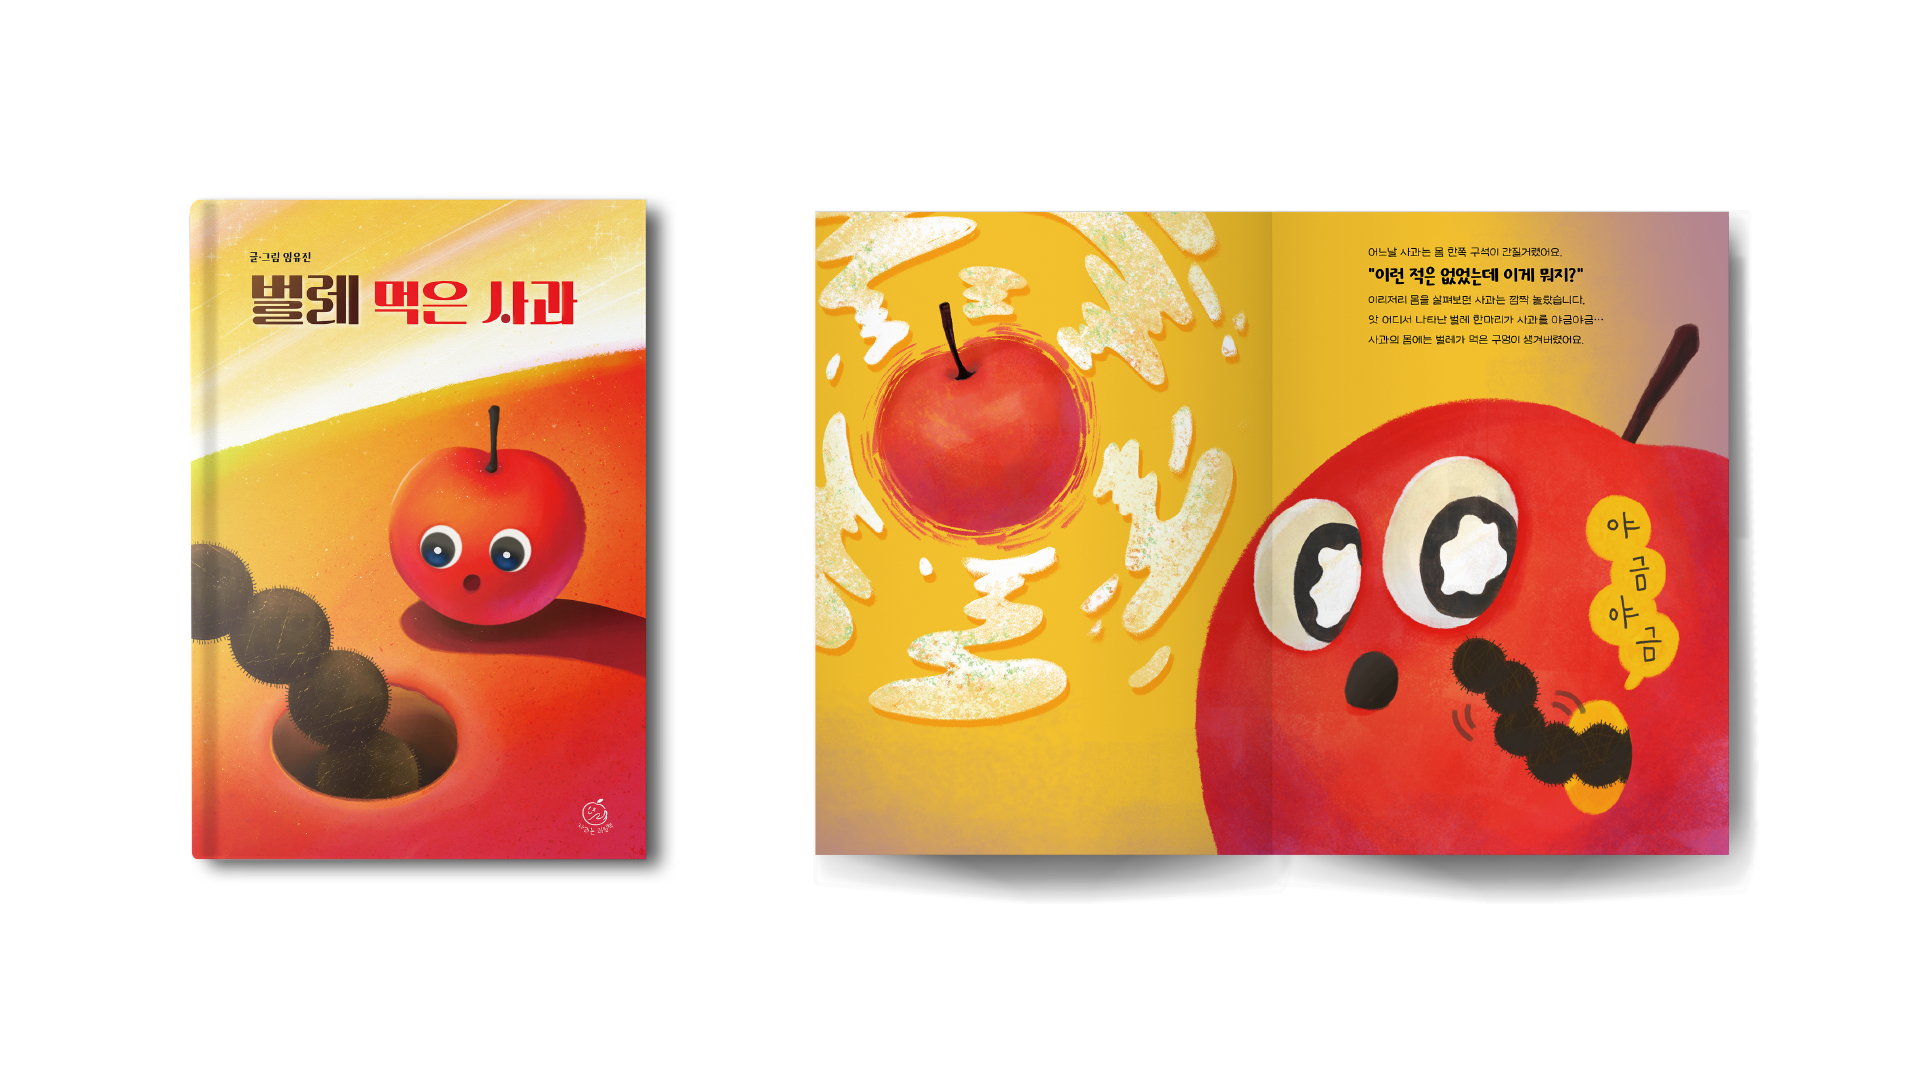 글·그림 임유진
벌레 먹은 사과
어느날 사과는 몸 한쪽 구석이 간질거렸어요.
"이런 적은 없었는데 이게 뭐지?"
이리저리 몸을 살펴보던 사과는 깜짝 놀랐습니다.
앗 어디서 나타난 벌레 한마리가 사과를 야금야금…
사과의 몸에는 벌레가 먹은 구멍이 생겨버렸어요.
야
금
야
금